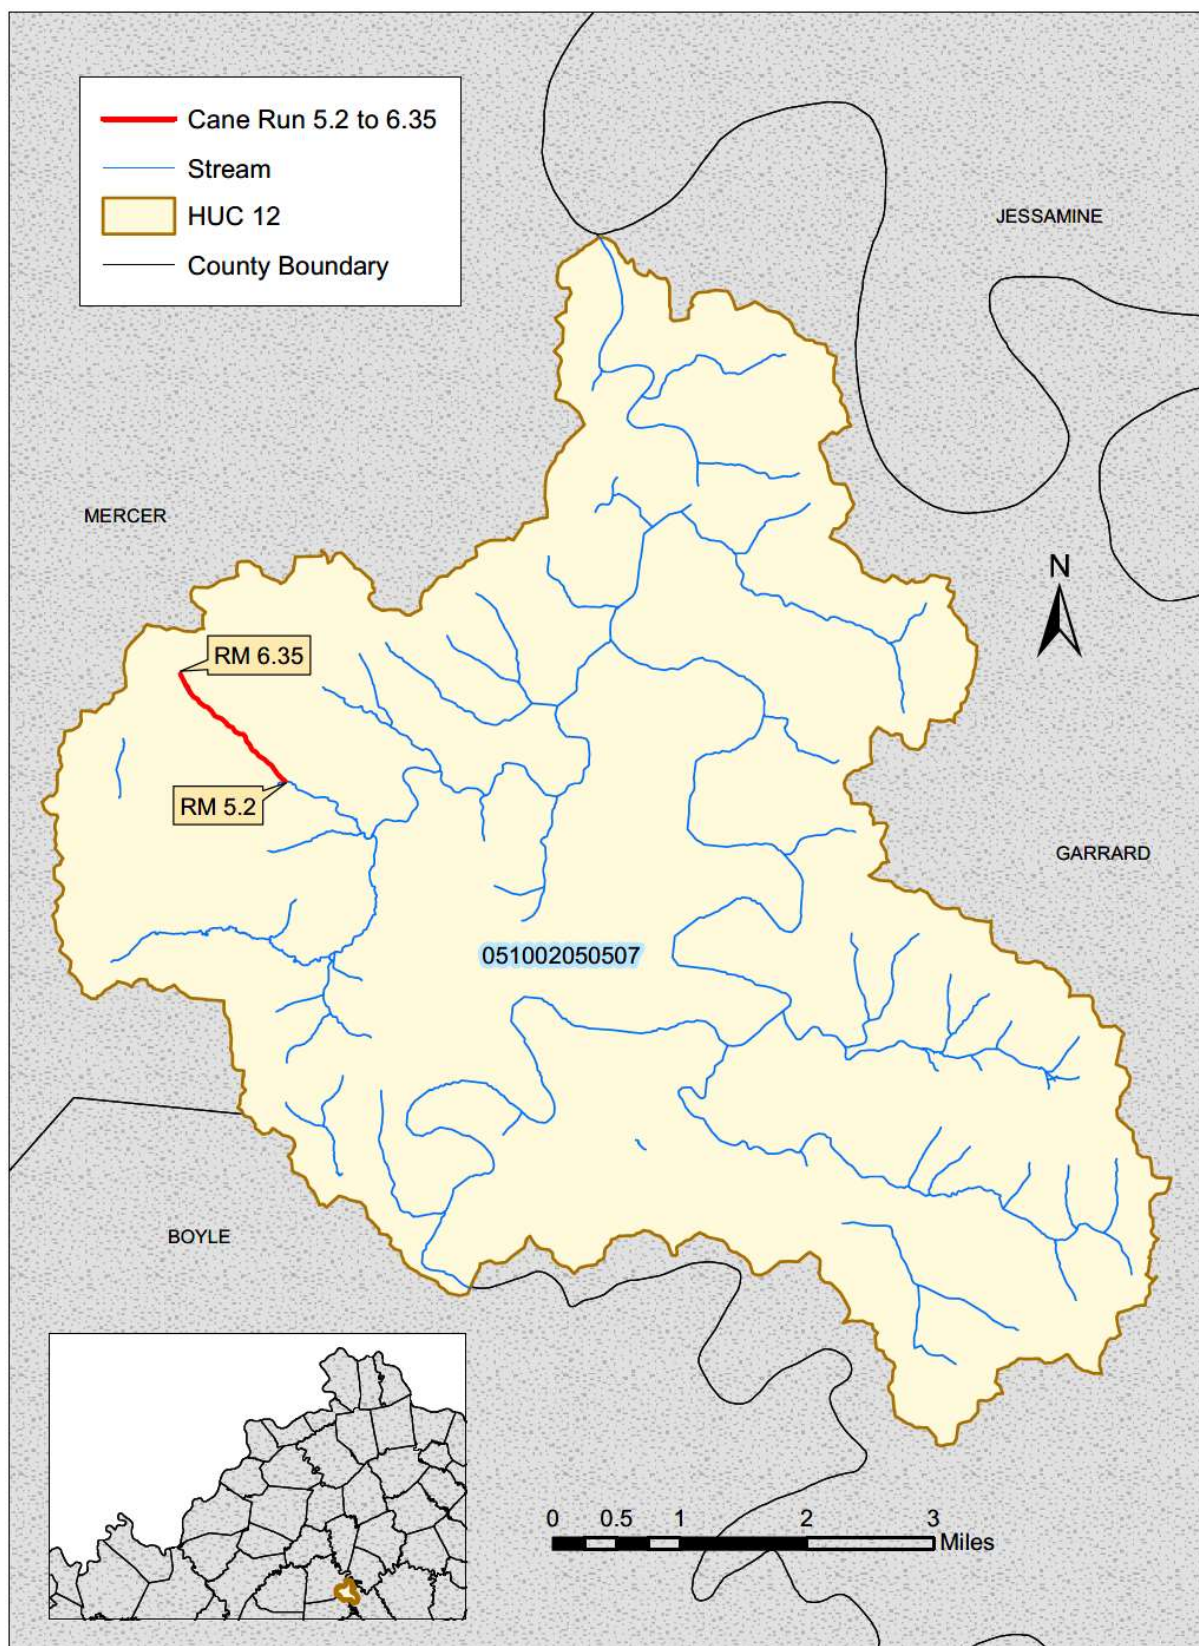 Cane Run 5.2 to 6.35
Stream
HUC 12
County Boundary
JESSAMINE
MERCER
N
RM 6.35
RM 5.2
GARRARD
051002050507
BOYLE
0 0.5 1 2 3
Miles